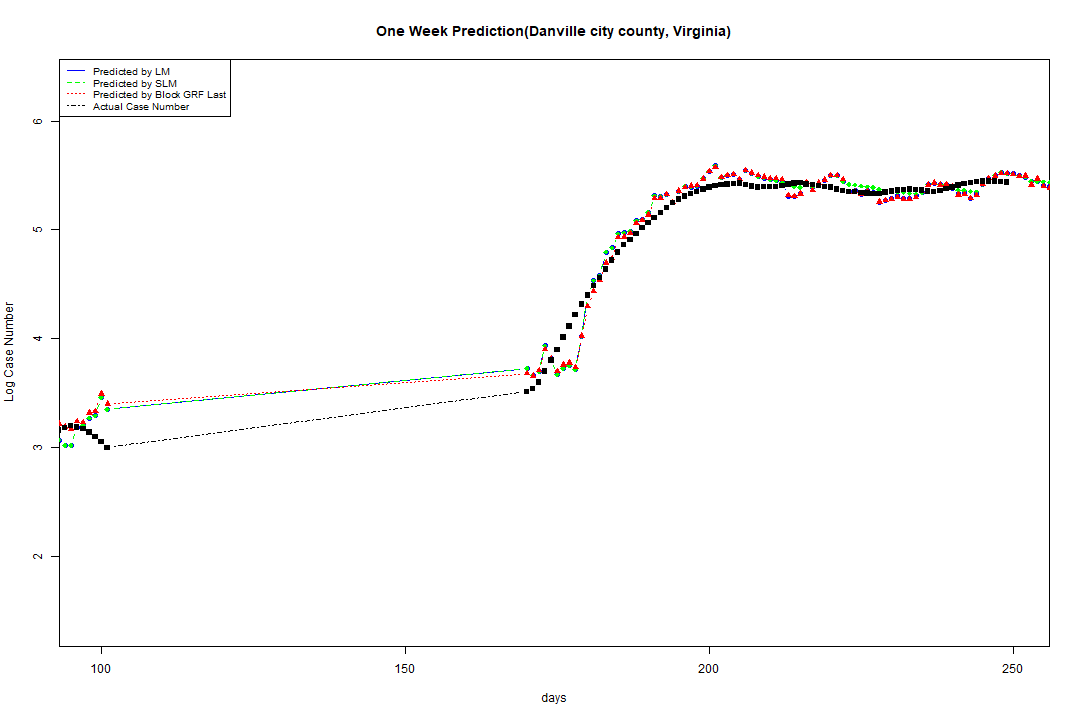 One Week Prediction(Danville city county, Virginia)
Predicted by LM
Predicted by SLM
Predicted by Block GRF Last
Actual Case Number
6
5
4
3
2
Log Case Number
100 150 200 250
days